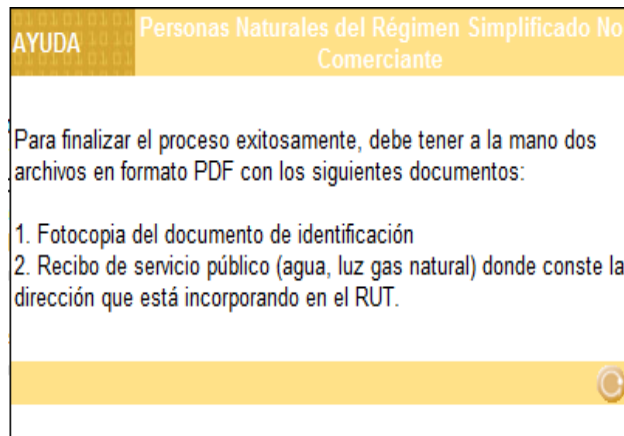 AYUDA
Personas Naturales del Régimen Simplificado No
Comerciante
Para finalizar el proceso exitosamente, debe tener a la mano dos
archivos en formato PDF con los siguientes documentos:
1. Fotocopia del documento de identificación
2. Recibo de servicio público (agua, luz gas natural) donde conste la
dirección que está incorporando en el RUT.